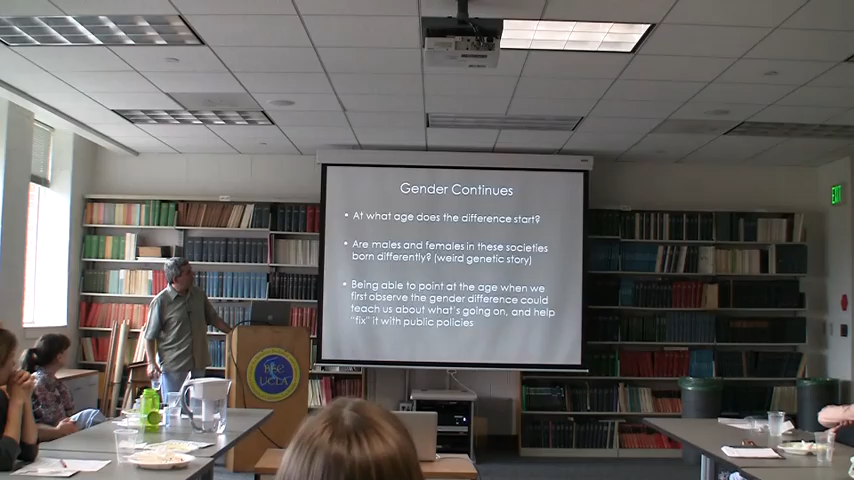 Gender Continues
• At what age does the difference start?
• Are males and females in these societies
born differently? (weird genetic story)
• Being able to point at the age when we
first observe the gender difference could
teach us about what's going on, and help
"fix" it with public policies
EXIT
UCLA